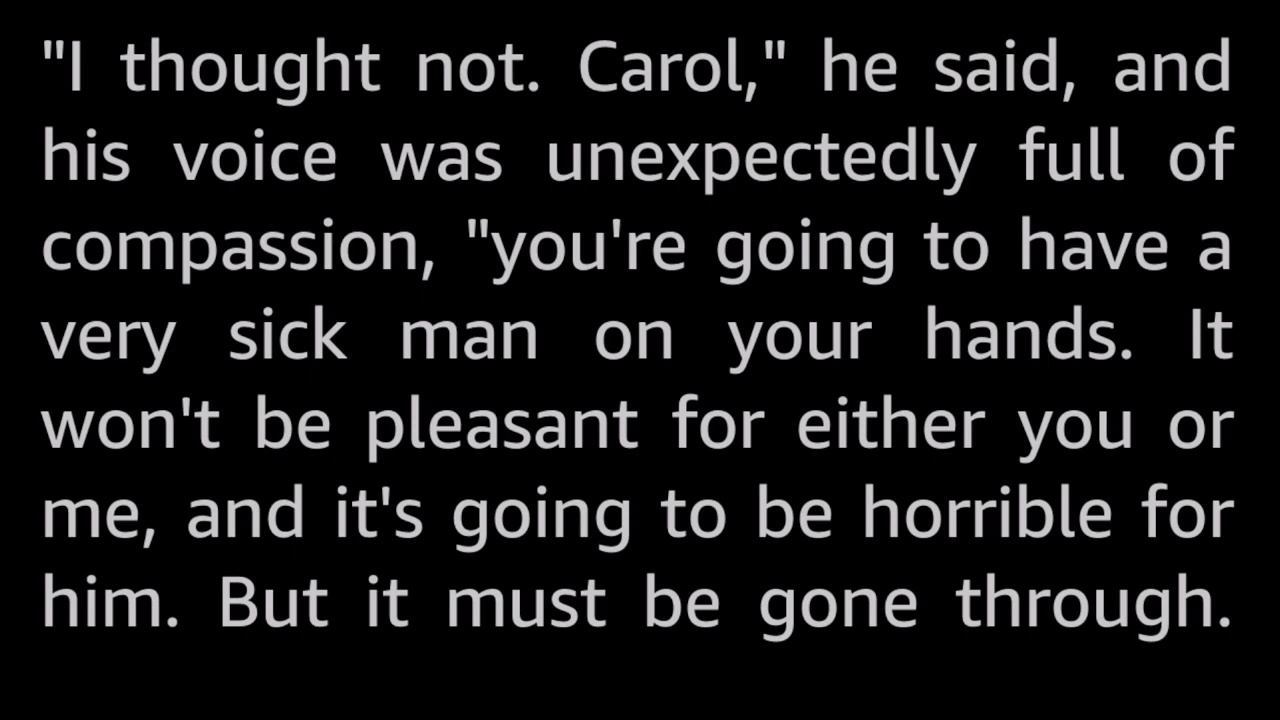 "I thought not. Carol," he said, and
his voice was unexpectedly full of
compassion, "you're going to have a
very sick man on your hands. It
won't be pleasant for either you or
me, and it's going to be horrible for
him. But it must be gone through.